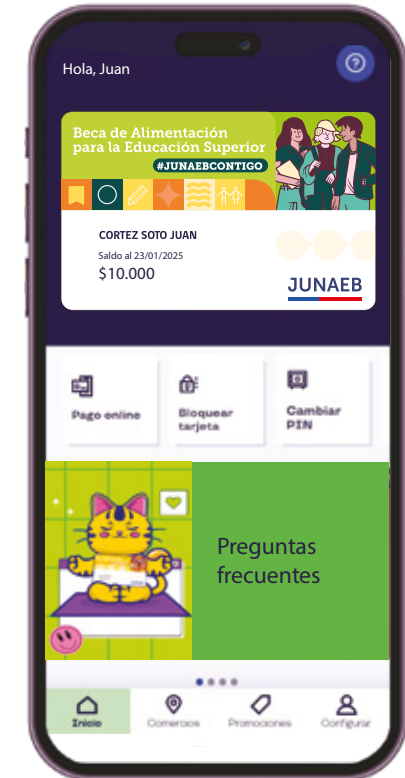 Hola, Juan
Beca de Alimentación
para la Educación Superior
#JUNAEBCONTIGO
CORTEZ SOTO JUAN
Saldo al 23/01/2025
$10.000
JUNAEB
Pago online
Bloquear
tarjeta
Cambiar
PIN
Preguntas
frecuentes
Inicio
Comercios
Promociones
Configurar